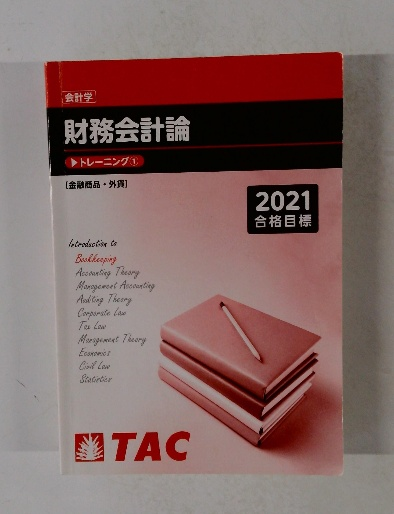 会計学
財務会計論
▶トレーニング①
[金融商品・外貨]
2021
合格目標
Introduction to
Bookkeeping
Accounting Theory
Management Accounting
Auditing Theory
Corporate Law
Tax Law
Management Theory
Economics
Civil Law
Statistics
TAC